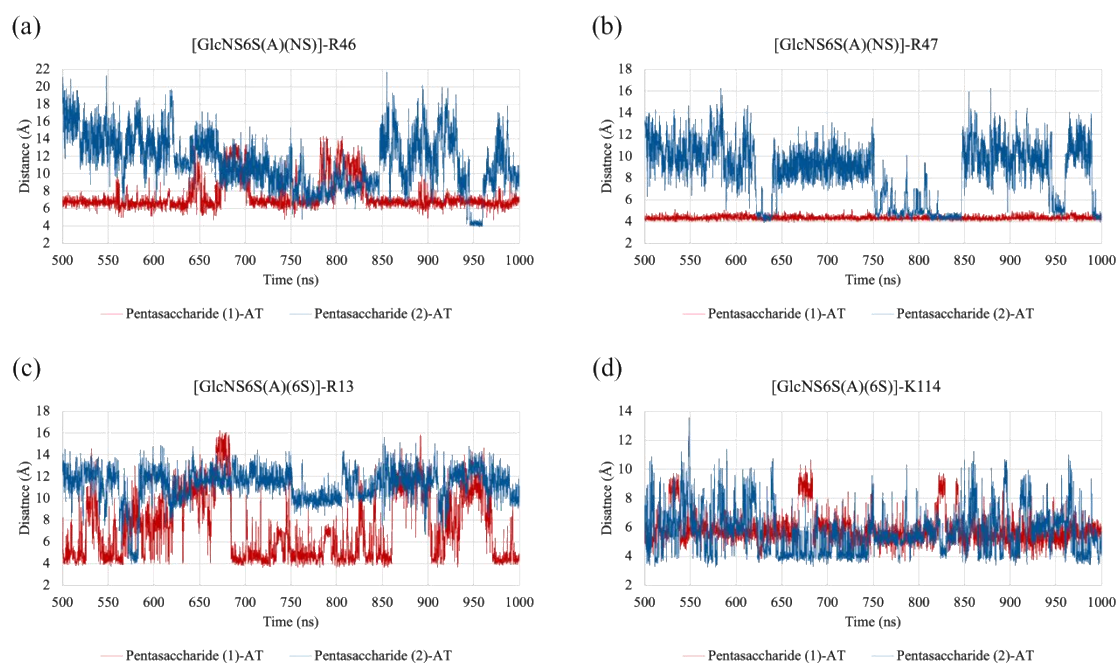 (a)
[GlcNS6S(A)(NS)]-R46
Disatnce (Å)
22
20
18
16
14
12
10
8
6
4
2
500 550 600 650 700 750 800 850 900 950 1000
Time (ns)
Pentasaccharide (1)-AT Pentasaccharide (2)-AT
(b)
[GlcNS6S(A)(NS)]-R47
Disatnce (Å)
18
16
14
12
10
8
6
4
2
500 550 600 650 700 750 800 850 900 950 1000
Time (ns)
Pentasaccharide (1)-AT Pentasaccharide (2)-AT
(c)
[GlcNS6S(A)(6S)]-R13
Disatnce (Å)
18
16
14
12
10
8
6
4
2
500 550 600 650 700 750 800 850 900 950 1000
Time (ns)
Pentasaccharide (1)-AT Pentasaccharide (2)-AT
(d)
[GlcNS6S(A)(6S)]-K114
Disatnce (Å)
14
12
10
8
6
4
2
500 550 600 650 700 750 800 850 900 950 1000
Time (ns)
Pentasaccharide (1)-AT Pentasaccharide (2)-AT